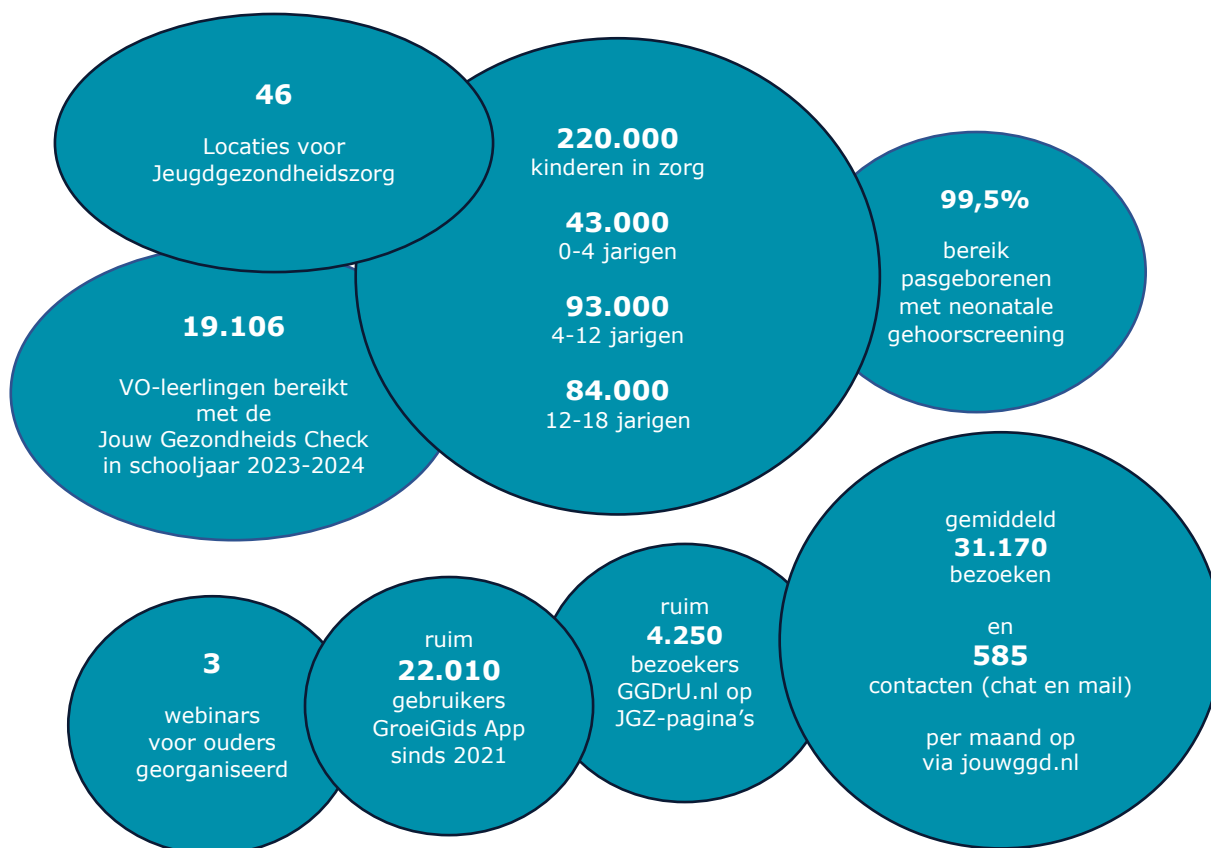 46
Locaties voor
Jeugdgezondheidszorg
220.000
kinderen in zorg
43.000
0-4 jarigen
93.000
4-12 jarigen
84.000
12-18 jarigen
99,5%
bereik
pasgeborenen
met neonatale
gehoorscreening
19.106
VO-leerlingen bereikt
met de
Jouw Gezondheids Check
in schooljaar 2023-2024
3
webinars
voor ouders
georganiseerd
ruim
22.010
gebruikers
GroeiGids App
sinds 2021
ruim
4.250
bezoekers
GGDrU.nl op
JGZ-pagina’s
gemiddeld
31.170
bezoeken
en
585
contacten (chat en mail)
per maand op
via jouwggd.nl